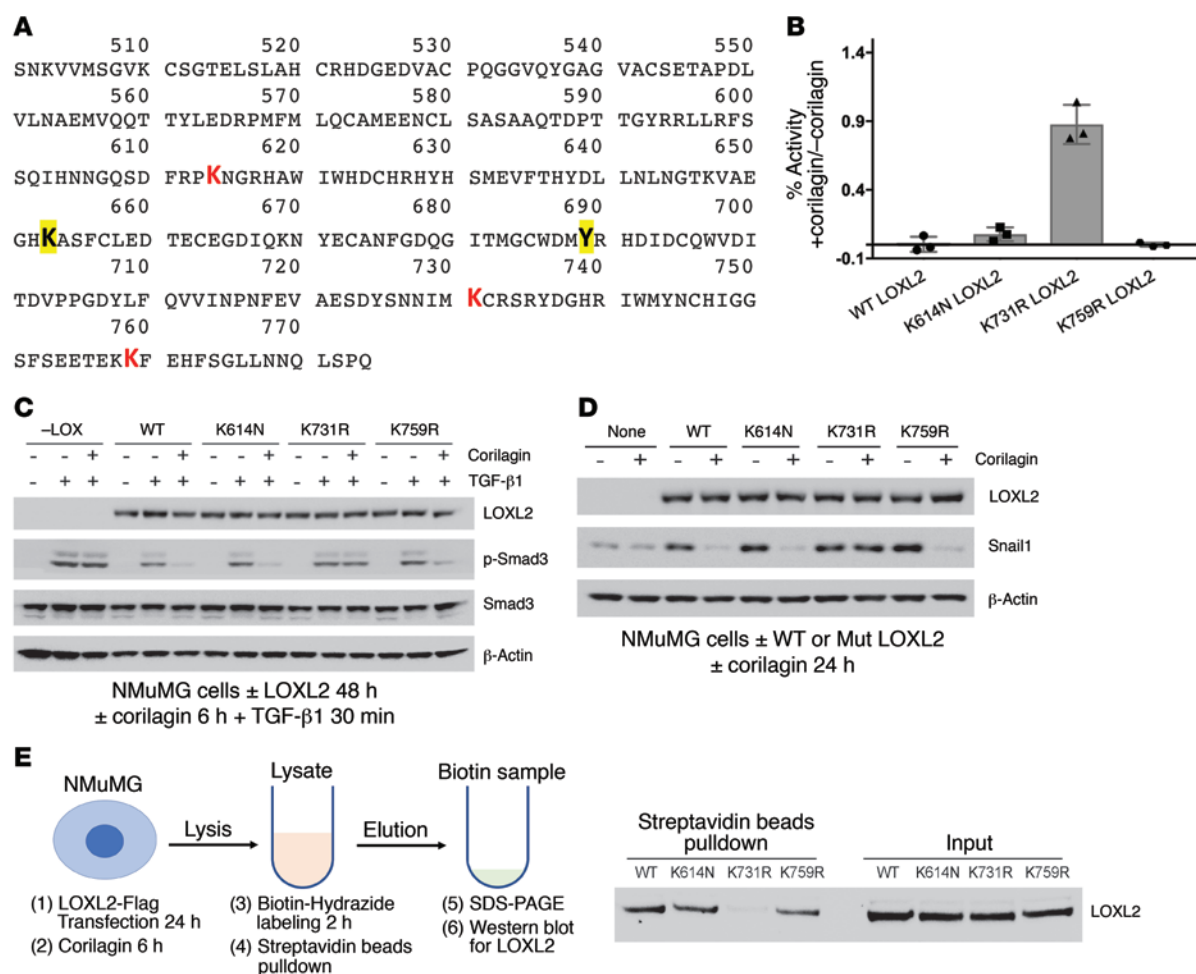 A
510 520 530 540 550
SNKVVMSGVK CSGTELSLAH CRHDGEDVAC PQGGVQYGAG VACSETAPDL
560 570 580 590 600
VLNAEMVQQT TYLEDRPMFM LQCAMEENCL SASAAQTDPT TGYRRLLRFS
610 620 630 640 650
SQIHNNGQSD FRPKNGRHAW IWHDCHRHYH SMEVFTHYDL LNLNGTKVAE
660 670 680 690 700
GHKASFCLED TECEGDIQKN YECANFGDQG ITMGCWDMYR HDIDCQWVDI
710 720 730 740 750
TDVPPGDYLF QVVINPNFEV AESDYSNNIM KCRSRYDGHR IWMYNCHIGG
760 770
SFSEETEKKF EHFSGLLNNQ LSPQ
B
% Activity
+corilagin/–corilagin
1.4
0.9
0.4
-0.1
WT LOXL2
K614N LOXL2
K731R LOXL2
K759R LOXL2
C
–LOX WT K614N K731R K759R
- - + - - + - - + - - + - - + Corilagin
- + + - + + - + + - + + - + + TGF-β1
LOXL2
p-Smad3
Smad3
β-Actin
NMuMG cells ± LOXL2 48 h
± corilagin 6 h + TGF-β1 30 min
D
None WT K614N K731R K759R
- + - + - + - + - + Corilagin
LOXL2
Snail1
β-Actin
NMuMG cells ± WT or Mut LOXL2
± corilagin 24 h
E
NMuMG
Lysis
Lysate
Elution
Biotin sample
(1) LOXL2-Flag
Transfection 24 h
(2) Corilagin 6 h
(3) Biotin-Hydrazide
labeling 2 h
(4) Streptavidin beads
pulldown
(5) SDS-PAGE
(6) Western blot
for LOXL2
Streptavidin beads
pulldown
Input
WT K614N K731R K759R WT K614N K731R K759R
LOXL2